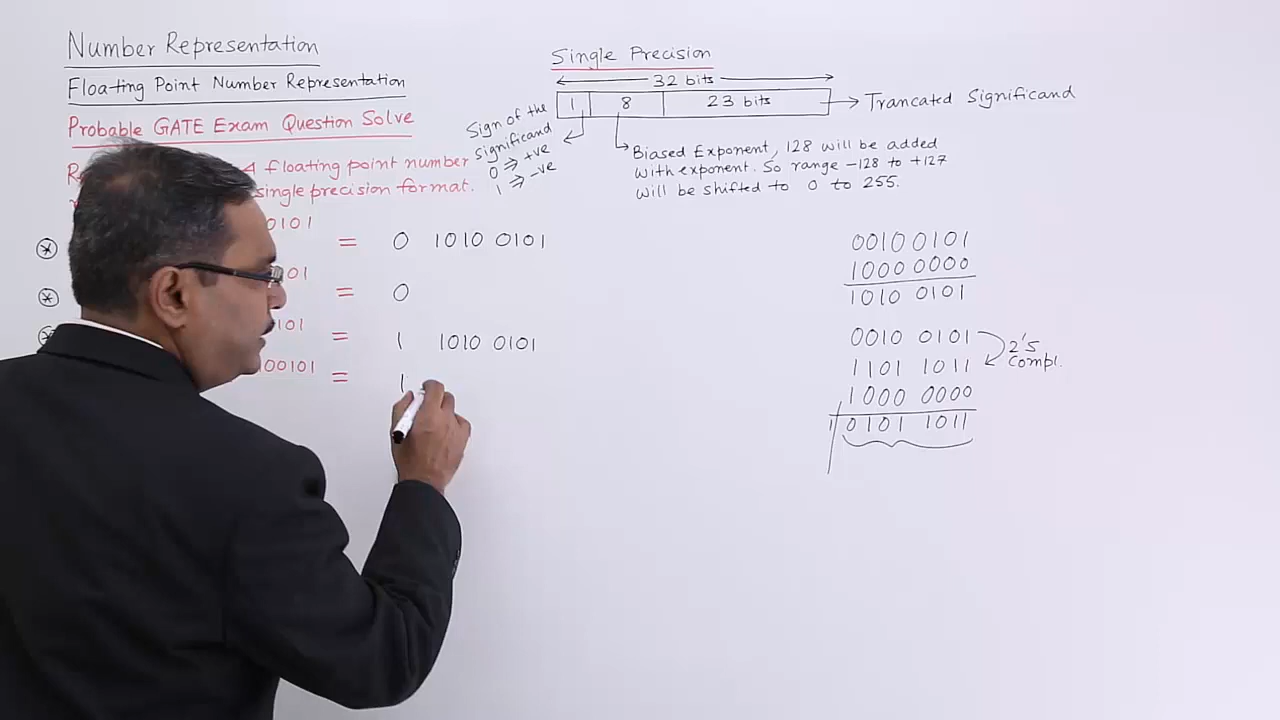 Number Representation
Floating Point Number Representation
Probable GATE Exam Question Solve
4 floating point number
single precision format.
0101
= 0 1010 0101
01
= 0
101
= 1 1010 0101
100101
= 1
Single Precision
32 bits
1 8 23 bits
Trancated Significand
Sign of the
significand
0 ⇒ +ve
1 ⇒ -ve
Biased Exponent, 128 will be added
with exponent. So range -128 to +127
will be shifted to 0 to 255.
0010 0101
1000 0000
1010 0101
0010 0101
1101 1011
1000 0000
1 0101 1011
2's
Compl.